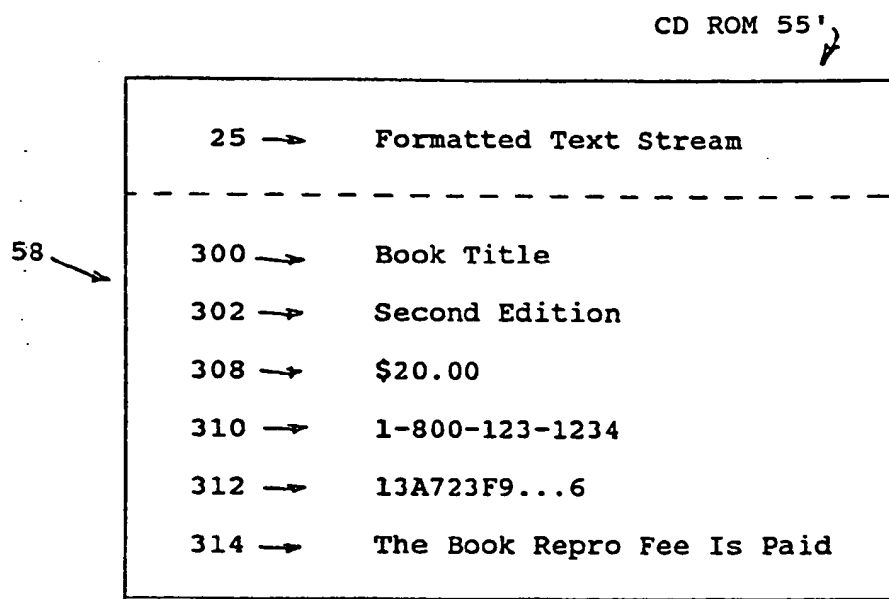 CD ROM 55'
25 Formatted Text Stream
58
300 Book Title
302 Second Edition
308 $20.00
310 1-800-123-1234
312 13A723F9...6
314 The Book Repro Fee Is Paid